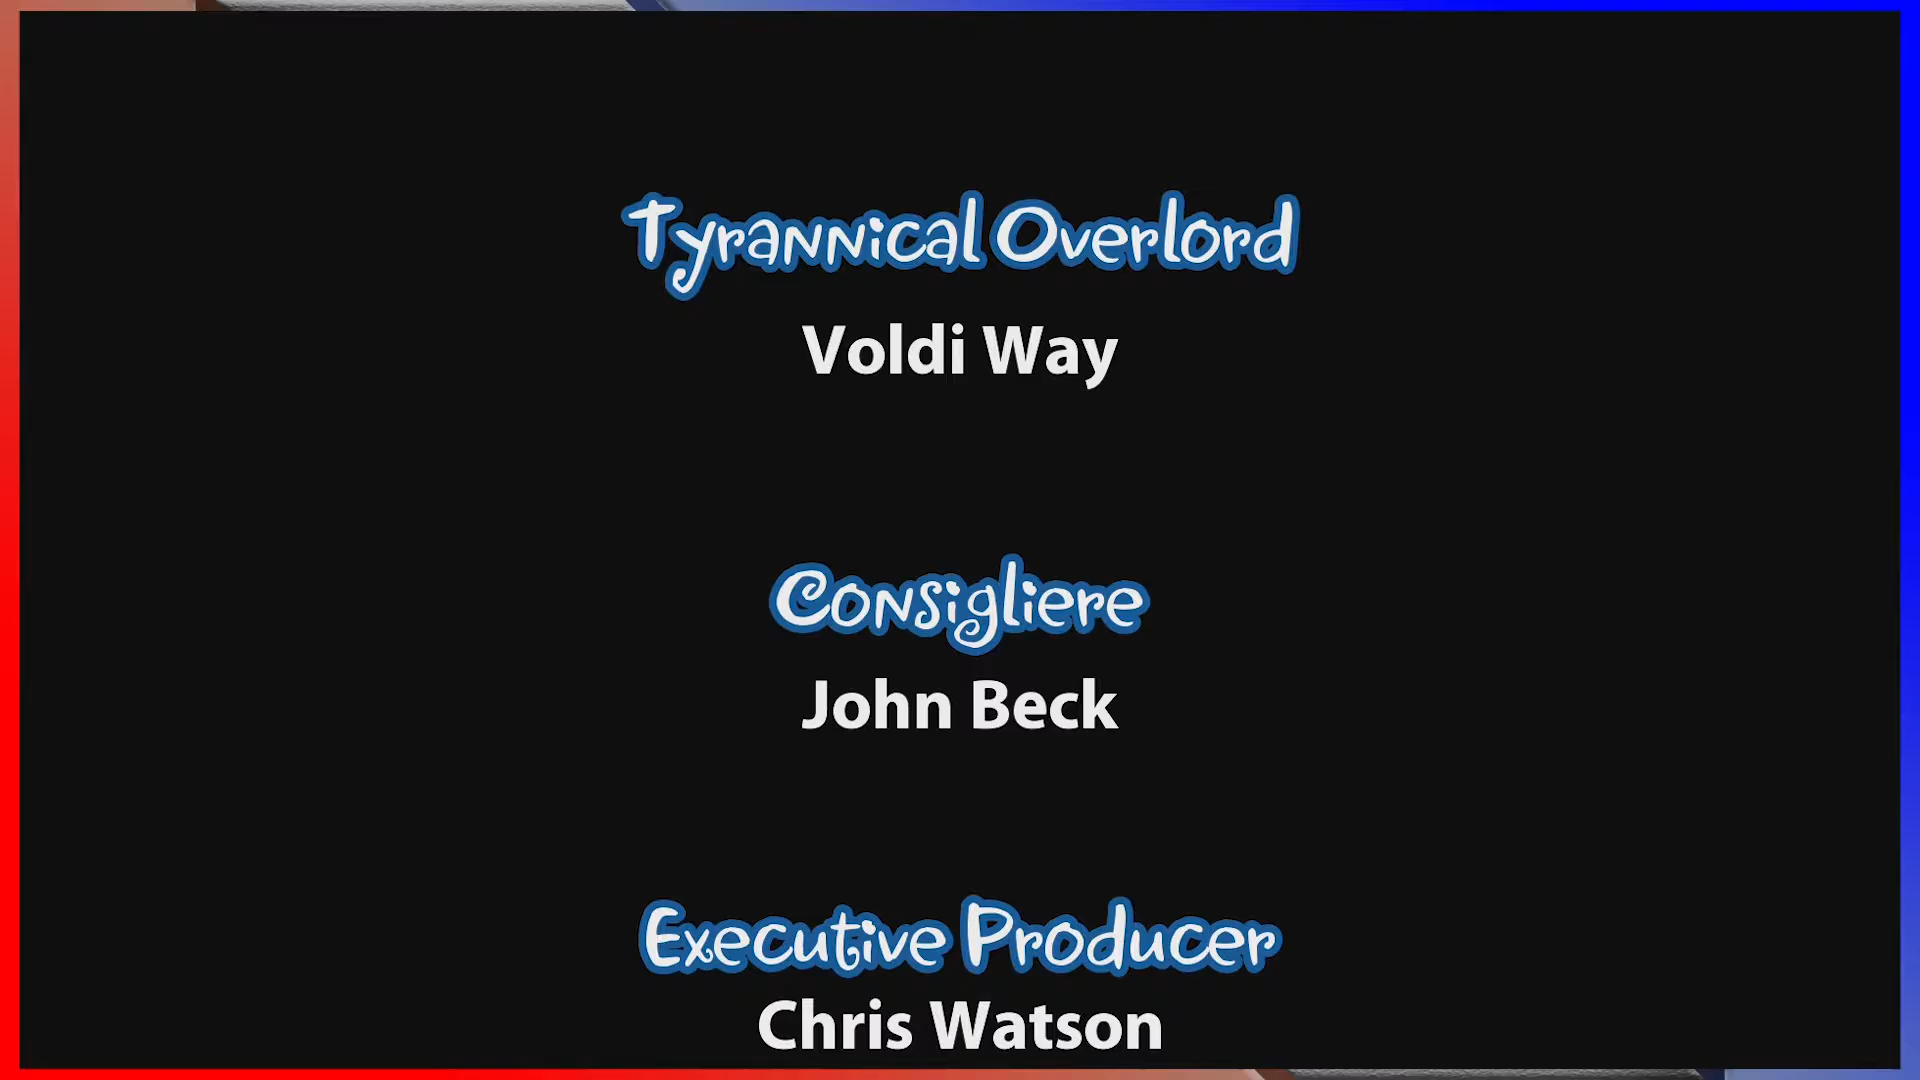 Tyrannical Overlord
Voldi Way
Consigliere
John Beck
Executive Producer
Chris Watson